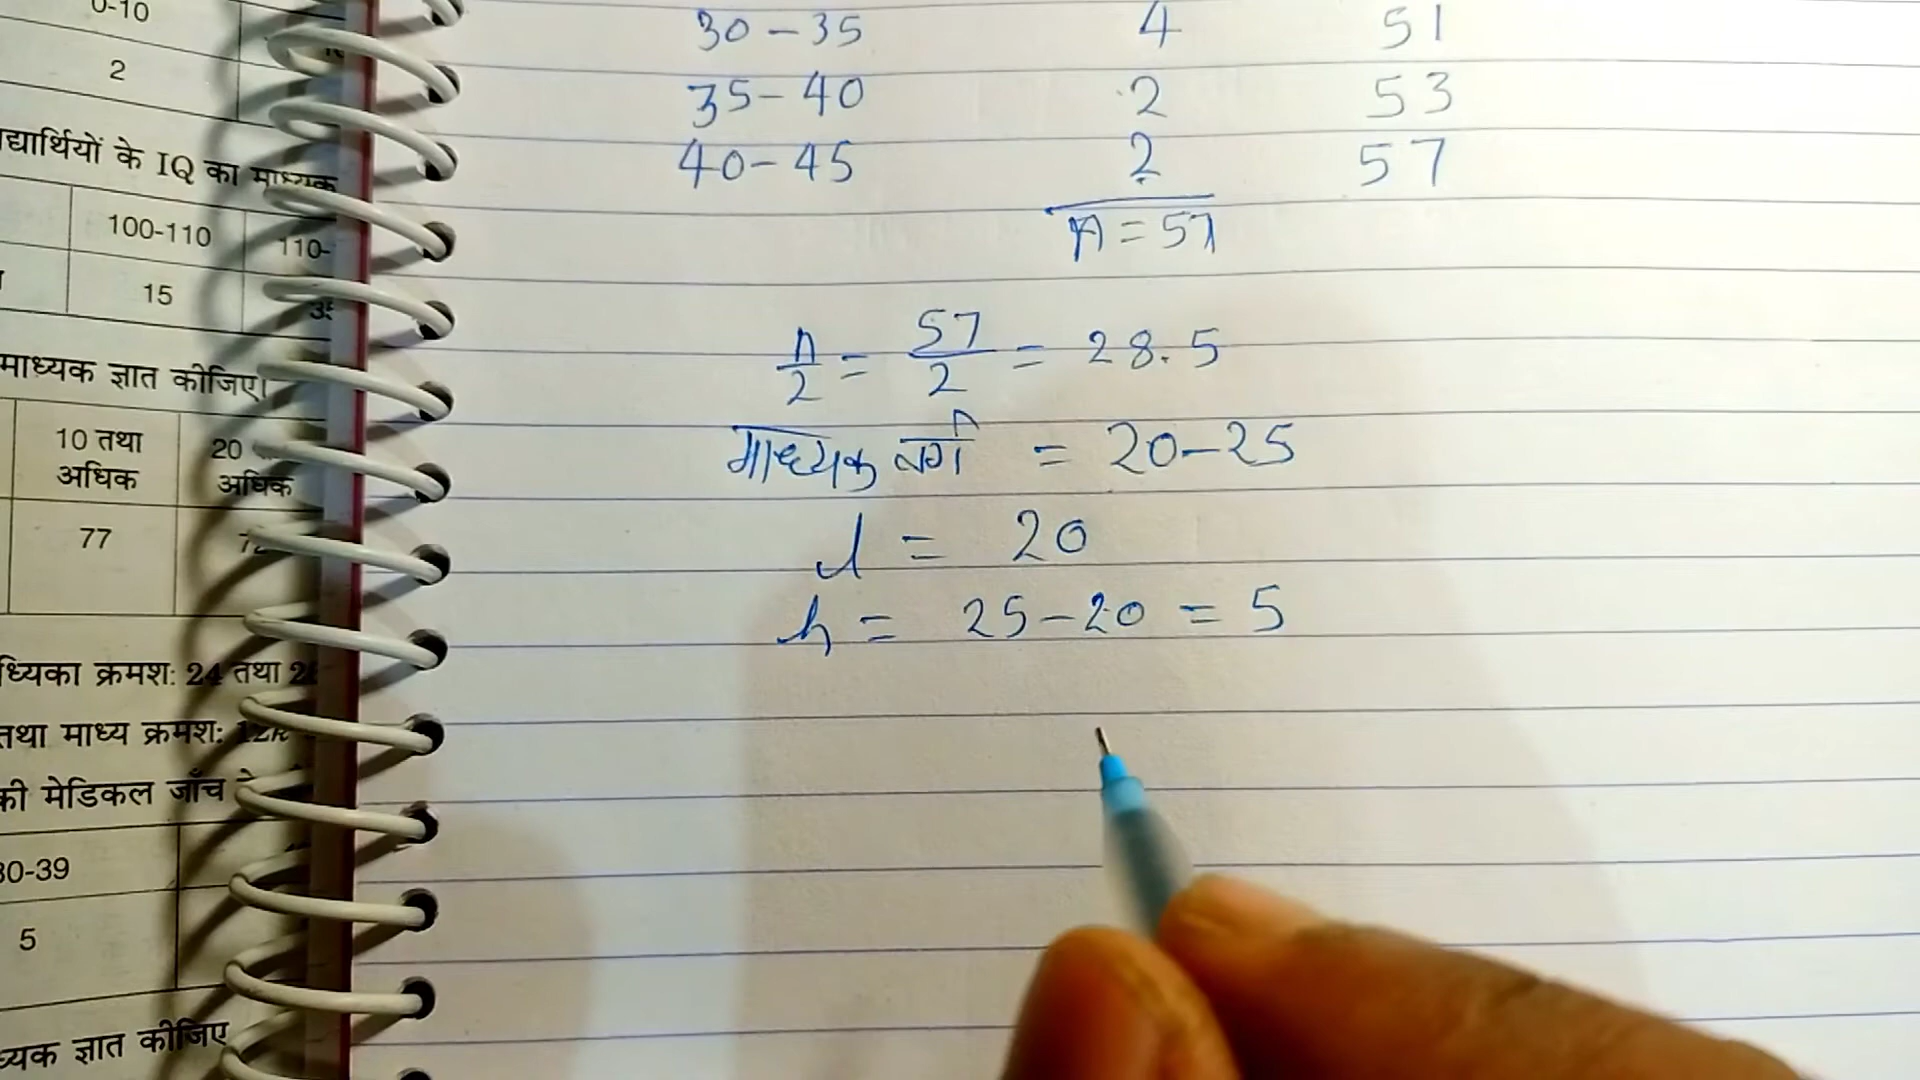 0-10
2
द्यार्थियों के IQ का माध्यक
100-110 110-
15 35
माध्यक ज्ञात कीजिए।
10 तथा
अधिक
20
अधिक
77
ध्यिका क्रमश: 24 तथा
तथा माध्य क्रमश:
की मेडिकल जाँच
30-39
5
ध्यक ज्ञात कीजिए
30 - 35 4 51
35 - 40 2 53
40 - 45 2 57
n = 57
n/2 = 57/2 = 28.5
माध्यक वर्ग = 20-25
l = 20
h = 25-20 = 5